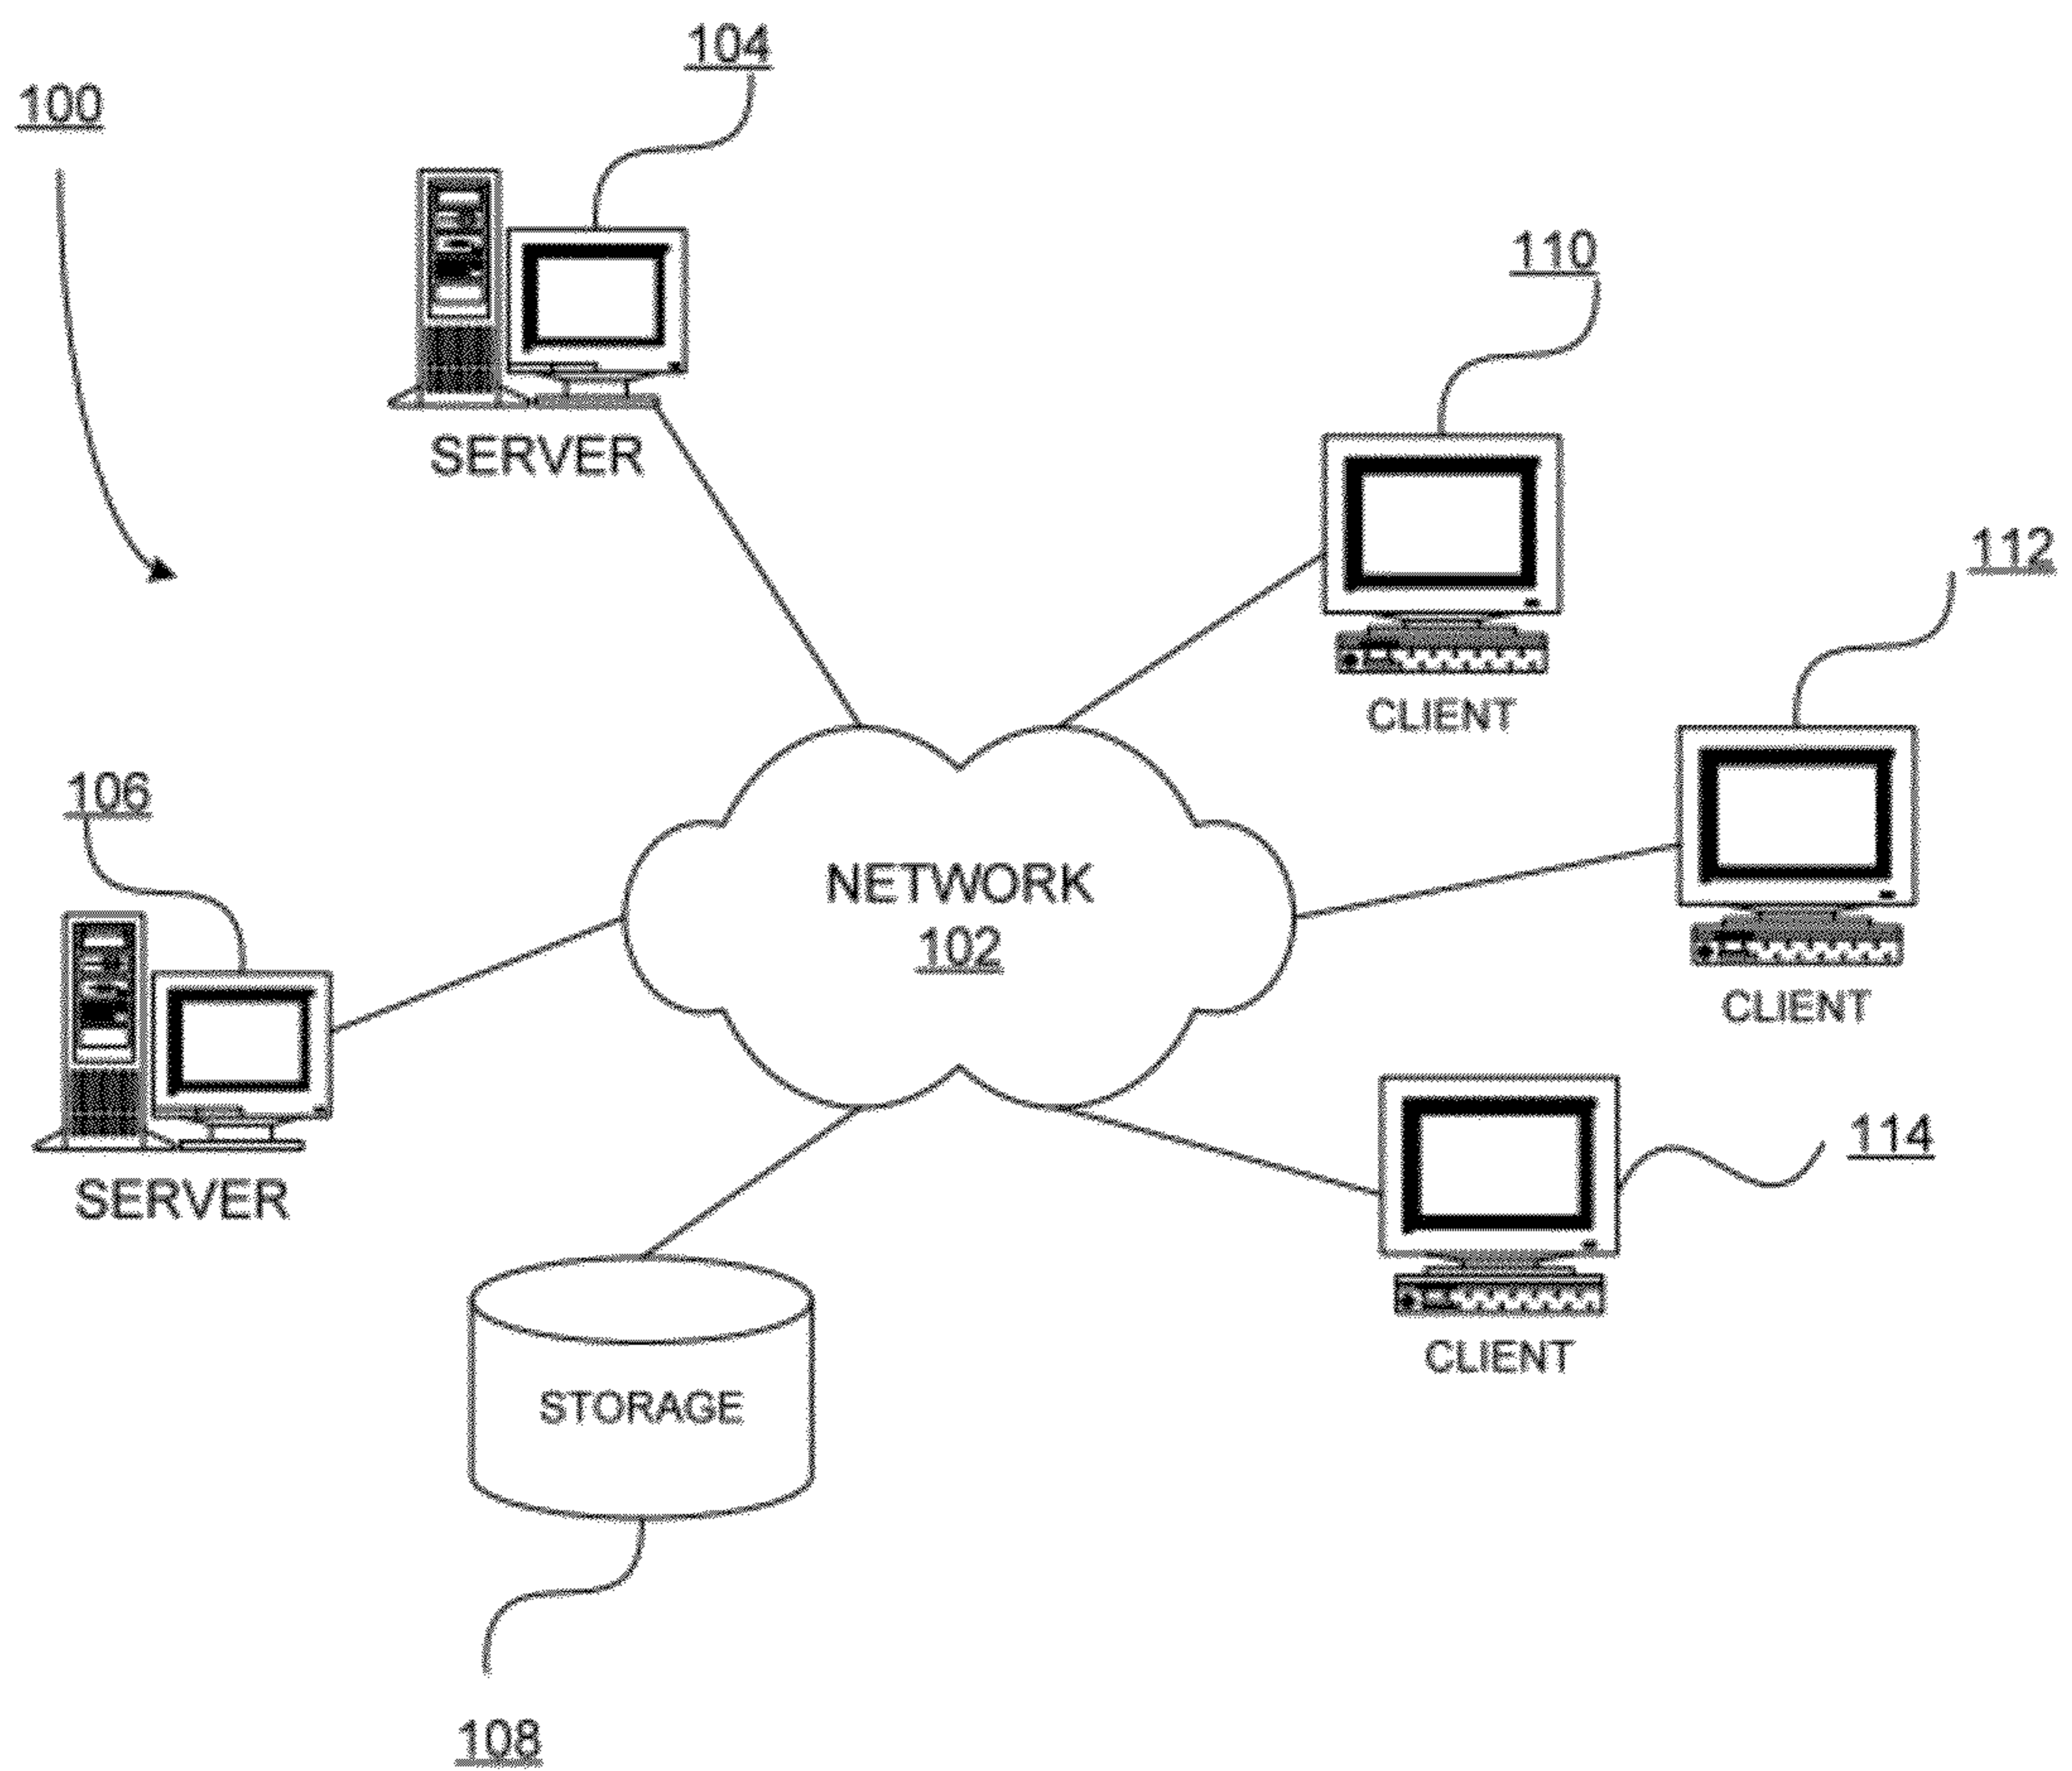 104
100
SERVER
110
CLIENT
112
106
SERVER
NETWORK
102
CLIENT
114
CLIENT
STORAGE
108